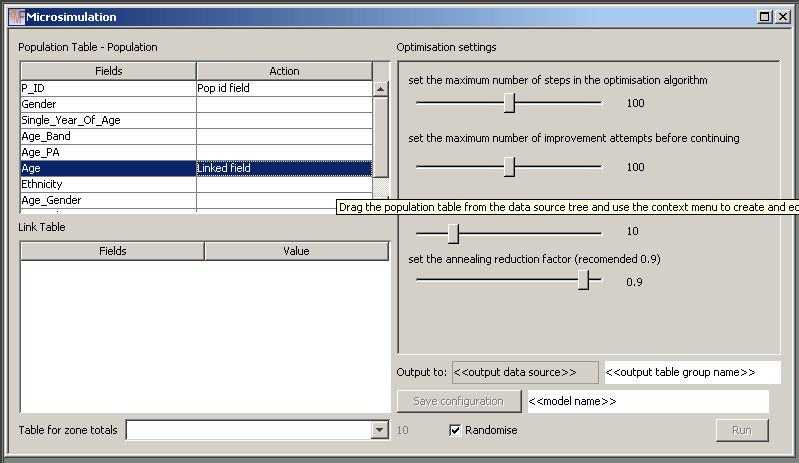 Microsimulation
Population Table - Population
Fields Action
P_ID Pop id field
Gender
Single_Year_Of_Age
Age_Band
Age_PA
Age Linked field
Ethnicity
Age_Gender
Link Table
Fields Value
Table for zone totals 10
Optimisation settings
set the maximum number of steps in the optimisation algorithm
100
set the maximum number of improvement attempts before continuing
100
Drag the population table from the data source tree and use the context menu to create and ec
10
set the annealing reduction factor (recomended 0.9)
0.9
Output to: <<output data source>> <<output table group name>>
Save configuration <<model name>>
Randomise Run